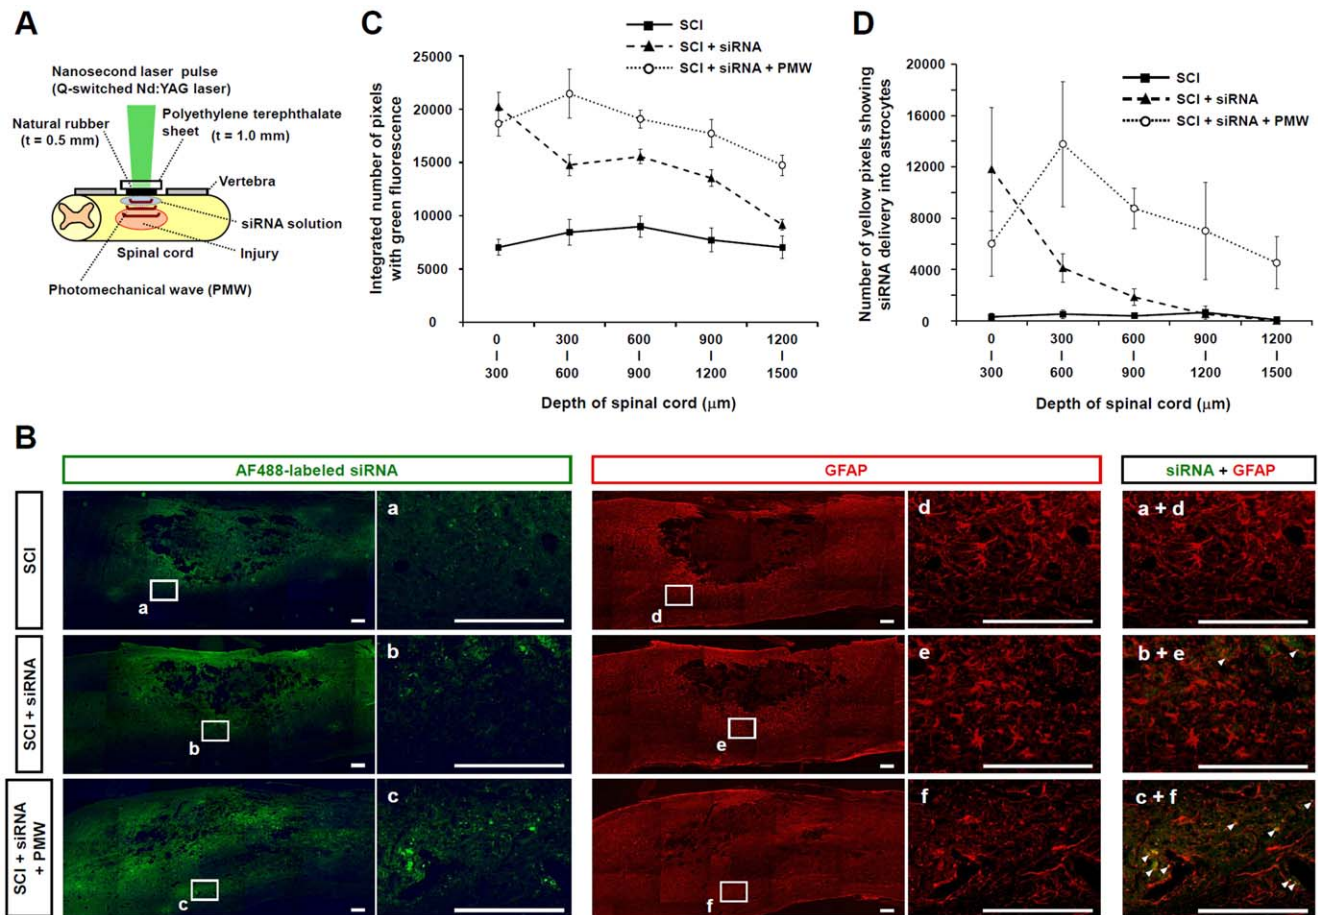 A
Nanosecond laser pulse
(Q-switched Nd:YAG laser)
Natural rubber
(t = 0.5 mm)
Polyethylene terephthalate
sheet (t = 1.0 mm)
Vertebra
siRNA solution
Spinal cord
Injury
Photomechanical wave (PMW)
C
SCI
SCI + siRNA
SCI + siRNA + PMW
Integrated number of pixels
with green fluorescence
25000
20000
15000
10000
5000
0
0 300 600 900 1200
300 600 900 1200 1500
Depth of spinal cord (μm)
D
SCI
SCI + siRNA
SCI + siRNA + PMW
Number of yellow pixels showing
siRNA delivery into astrocytes
20000
16000
12000
8000
4000
0
0 300 600 900 1200
300 600 900 1200 1500
Depth of spinal cord (μm)
B
AF488-labeled siRNA
GFAP
siRNA + GFAP
SCI
a
a
d
d
a + d
SCI + siRNA
b
b
e
e
b + e
SCI + siRNA
+ PMW
c
c
f
f
c + f